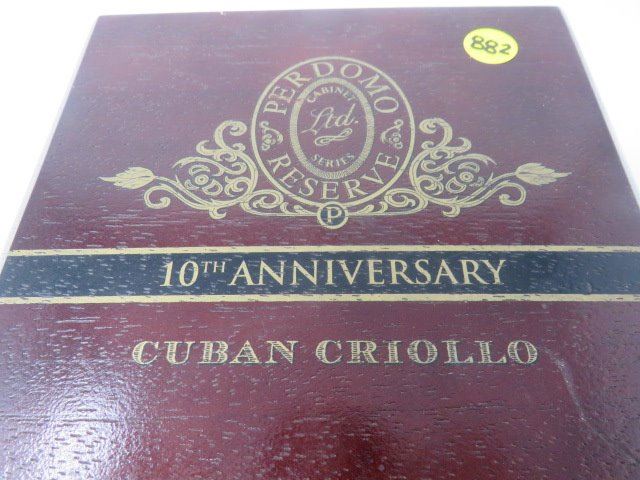 882
PERDOMO
CABINET
Ltd.
SERIES
RESERVE
P
10TH ANNIVERSARY
CUBAN CRIOLLO